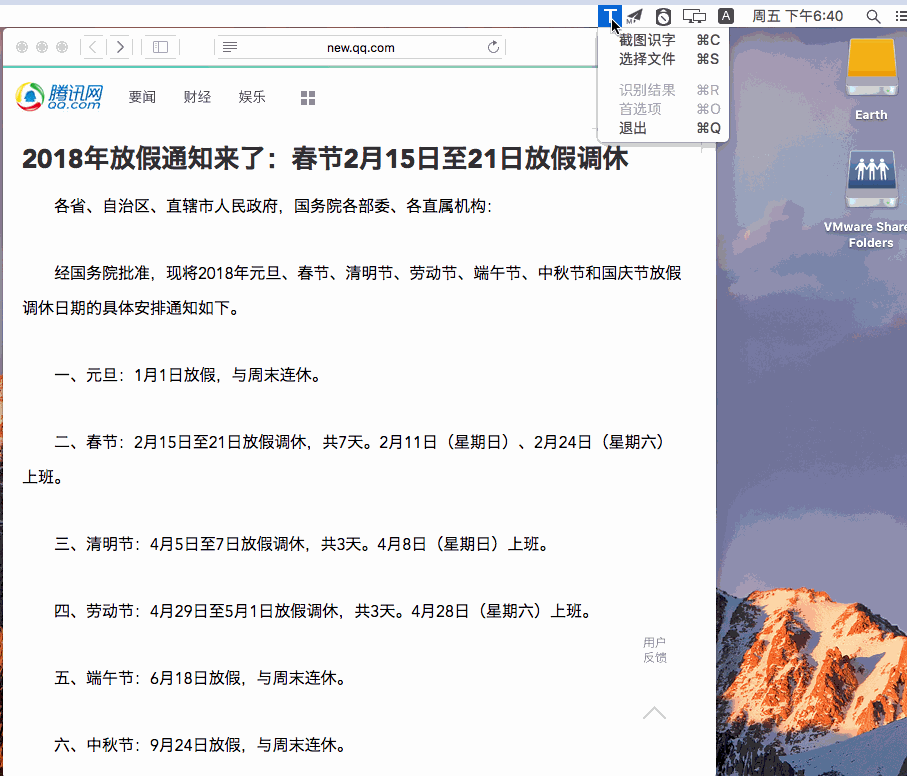 T A 周五 下午6:40
截图识字 ⌘C
选择文件 ⌘S
识别结果 ⌘R
首选项 ⌘O
退出 ⌘Q
new.qq.com
腾讯网 QQ.com 要闻 财经 娱乐
Earth
VMware Share
Folders
2018年放假通知来了：春节2月15日至21日放假调休
各省、自治区、直辖市人民政府，国务院各部委、各直属机构：
经国务院批准，现将2018年元旦、春节、清明节、劳动节、端午节、中秋节和国庆节放假
调休日期的具体安排通知如下。
一、元旦：1月1日放假，与周末连休。
二、春节：2月15日至21日放假调休，共7天。2月11日（星期日）、2月24日（星期六）
上班。
三、清明节：4月5日至7日放假调休，共3天。4月8日（星期日）上班。
四、劳动节：4月29日至5月1日放假调休，共3天。4月28日（星期六）上班。
用户
反馈
五、端午节：6月18日放假，与周末连休。
六、中秋节：9月24日放假，与周末连休。